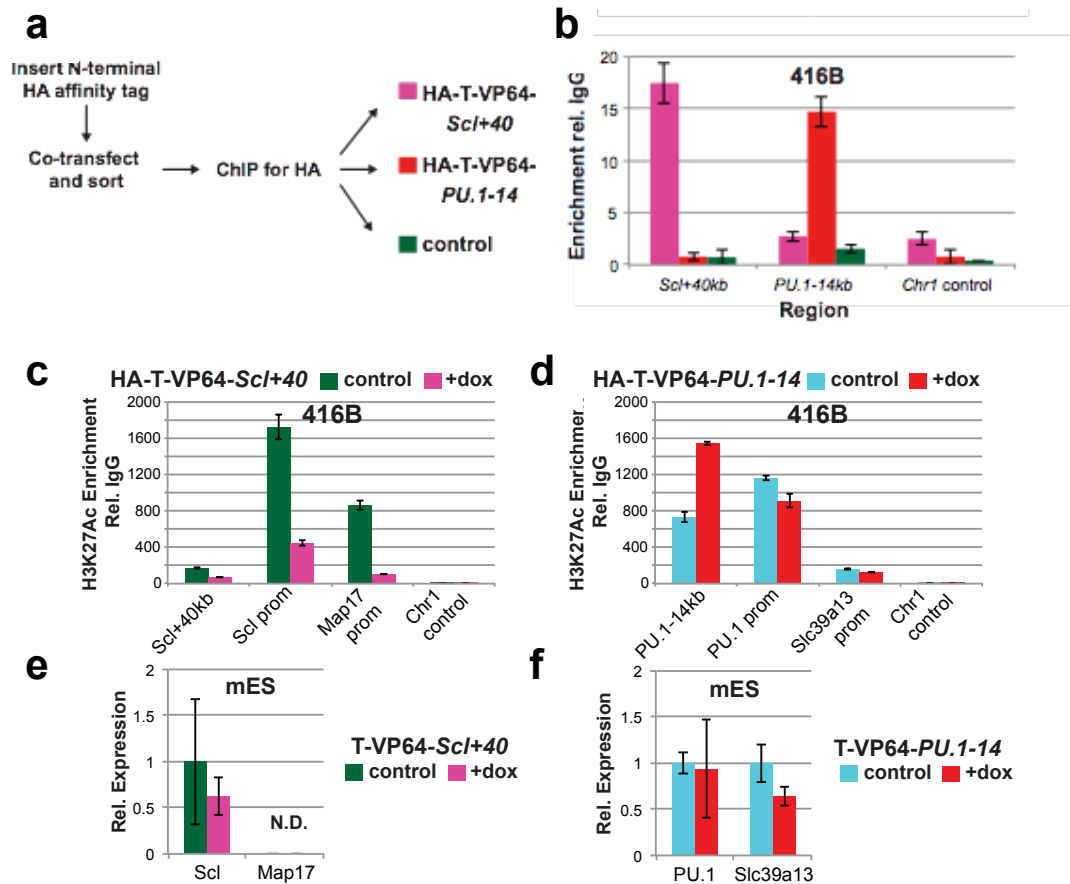 a
Insert N-terminal
HA affinity tag
Co-transfect
and sort
ChIP for HA
HA-T-VP64-
Scl+40
HA-T-VP64-
PU.1-14
control
b
416B
Enrichment rel. IgG
20
15
10
5
0
Scl+40kb
PU.1-14kb
Chr1 control
Region
c
HA-T-VP64-Scl+40 control +dox
416B
H3K27Ac Enrichment
Rel. IgG
2000
1600
1200
800
400
0
Scl+40kb
Scl prom
Map17
prom
Chr1
control
d
HA-T-VP64-PU.1-14 control +dox
416B
H3K27Ac Enrichment
Rel. IgG
2000
1600
1200
800
400
0
PU.1-14kb
PU.1 prom
Slc39a13
prom
Chr1
control
e
mES
Rel. Expression
2
1.5
1
0.5
0
N.D.
Scl
Map17
T-VP64-Scl+40
control +dox
f
mES
Rel. Expression
2
1.5
1
0.5
0
PU.1
Slc39a13
T-VP64-PU.1-14
control +dox